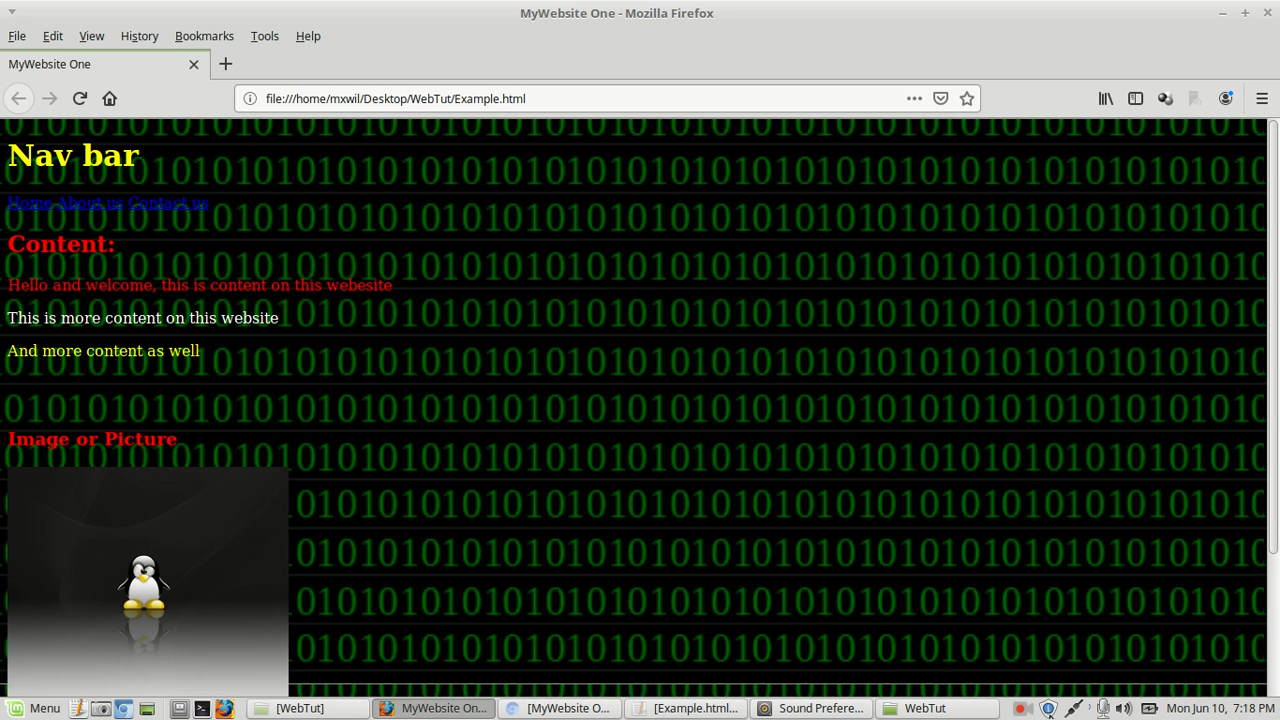 MyWebsite One - Mozilla Firefox
File Edit View History Bookmarks Tools Help
MyWebsite One
file:///home/mxwil/Desktop/WebTut/Example.html
Nav bar
Home About us Contact us
Content:
Hello and welcome, this is content on this webesite
This is more content on this website
And more content as well
Image or Picture
Menu [WebTut] MyWebsite On... [MyWebsite O... [Example.html... Sound Prefere... WebTut Mon Jun 10, 7:18 PM